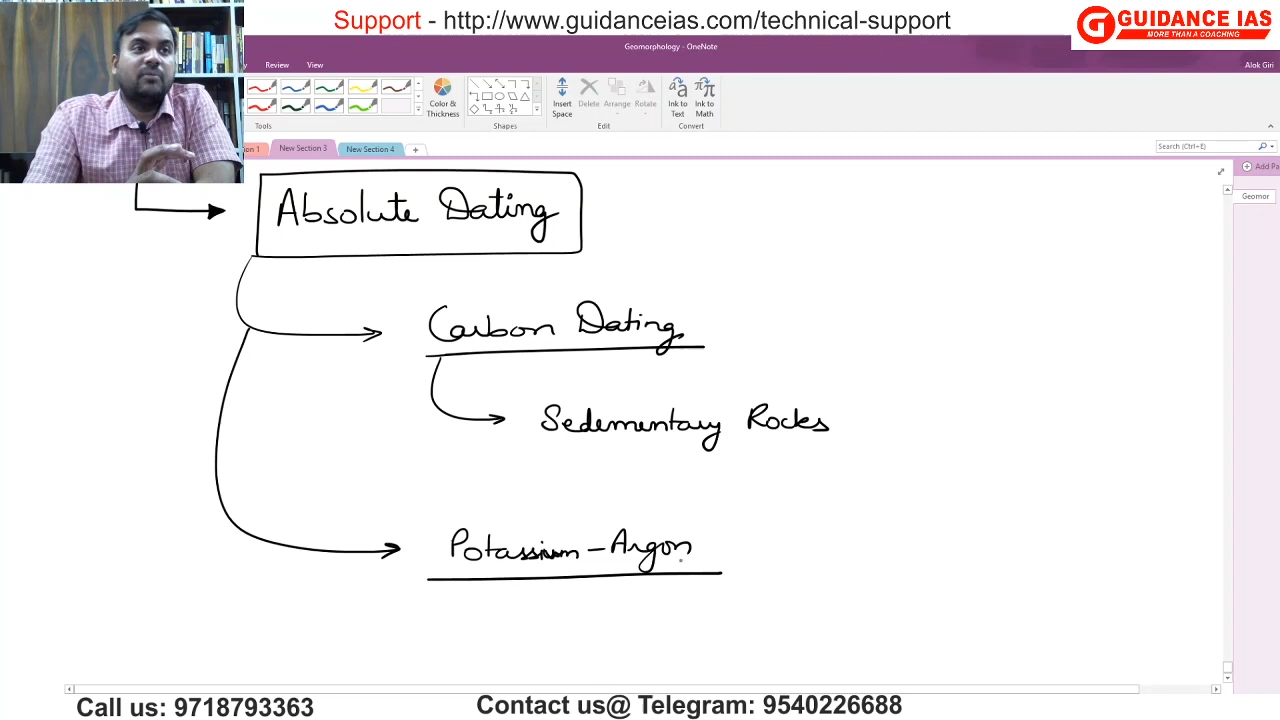 Support - http://www.guidanceias.com/technical-support
GUIDANCE IAS
MORE THAN A COACHING
Geomorphology - OneNote
Alok Giri
Review View
Color & Thickness
Insert Space
Delete
Arrange
Rotate
Ink to Text
Ink to Math
Tools
Shapes
Edit
Convert
New Section 3
New Section 4
Search (Ctrl+E)
Add Pa
Geomor
Absolute Dating
Carbon Dating
Sedementary Rocks
Potassium - Argon
Call us: 9718793363
Contact us@ Telegram: 9540226688